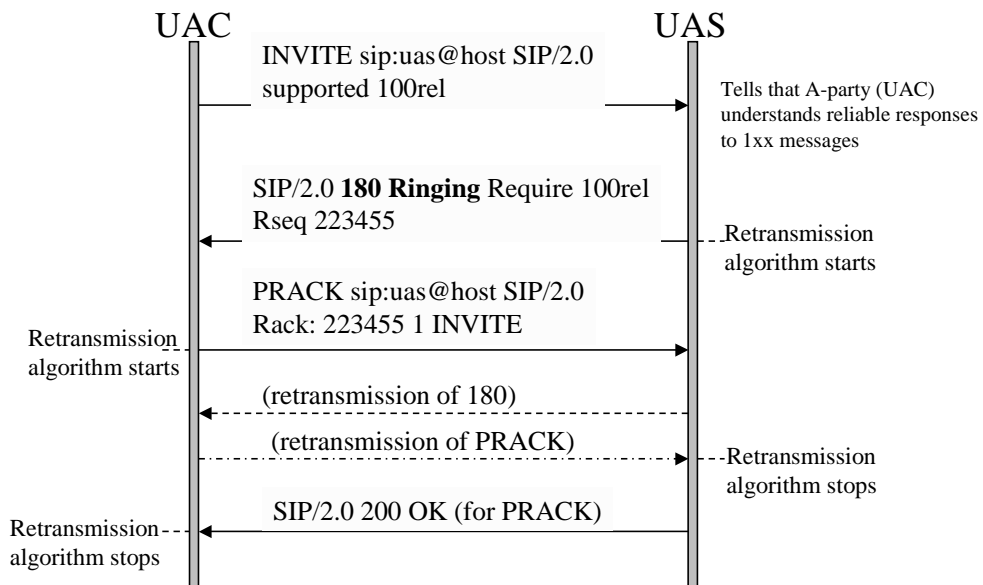 UAC
UAS
INVITE sip:uas@host SIP/2.0
supported 100rel
Tells that A-party (UAC)
understands reliable responses
to 1xx messages
SIP/2.0 180 Ringing Require 100rel
Rseq 223455
Retransmission
algorithm starts
PRACK sip:uas@host SIP/2.0
Rack: 223455 1 INVITE
Retransmission
algorithm starts
(retransmission of 180)
(retransmission of PRACK)
Retransmission
algorithm stops
SIP/2.0 200 OK (for PRACK)
Retransmission
algorithm stops